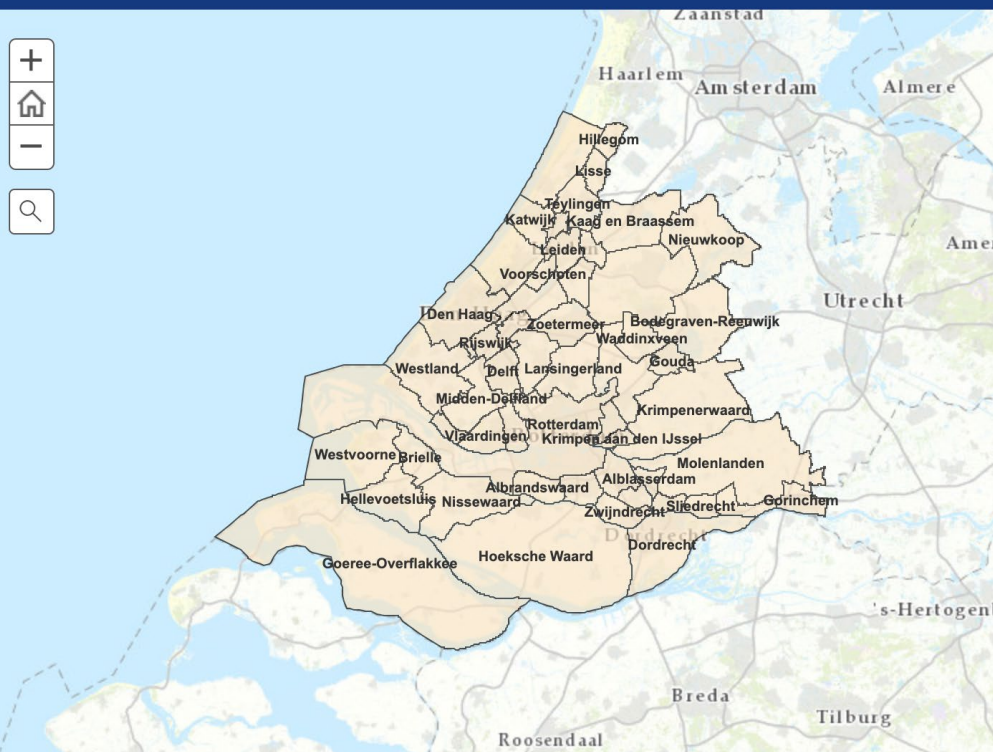 Zaanstad
Haarlem
Amsterdam
Almere
Hillegom
Lisse
Teylingen
Katwijk
Kaag en Braassem
Nieuwkoop
Leiden
Voorschoten
Utrecht
Den Haag
Zoetermeer
Bodegraven-Reeuwijk
Waddinxveen
Rijswijk
Gouda
Westland
Delft
Lansingerland
Midden-Delfland
Krimpenerwaard
Rotterdam
Vlaardingen
Krimpen aan den IJssel
Westvoorne
Brielle
Molenlanden
Alblasserdam
Albrandswaard
Hellevoetsluis
Nissewaard
Gorinchem
Sliedrecht
Zwijndrecht
Dordrecht
Dordrecht
Hoeksche Waard
Goeree-Overflakkee
Breda
Tilburg
Roosendaal